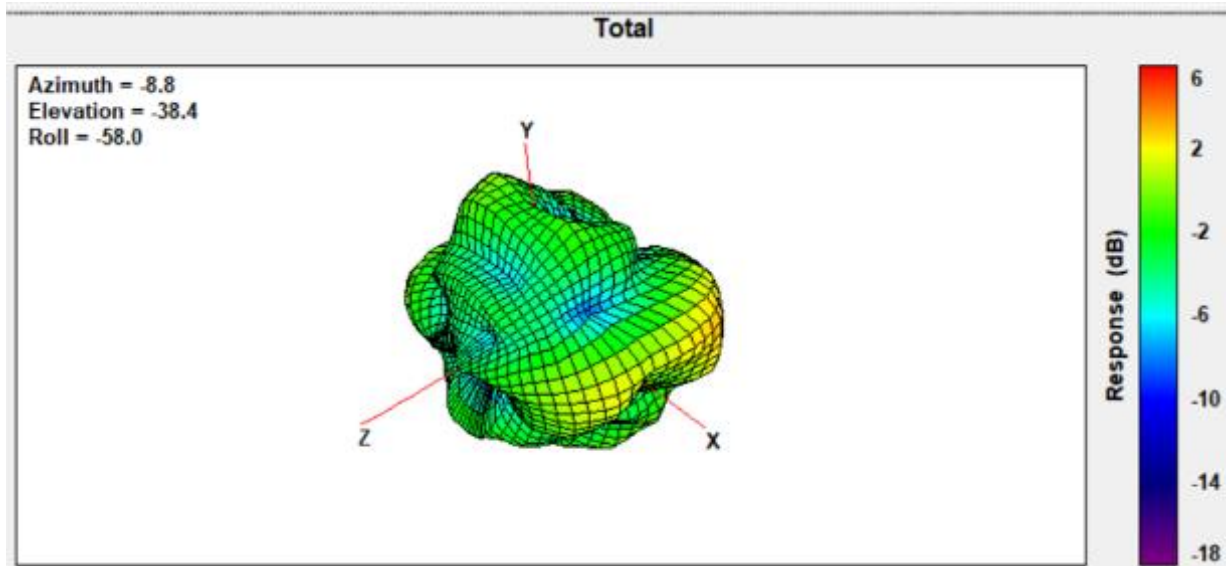 Total
Azimuth = -8.8
Elevation = -38.4
Roll = -58.0
Y
Z
X
6
2
-2
-6
-10
-14
-18
Response (dB)